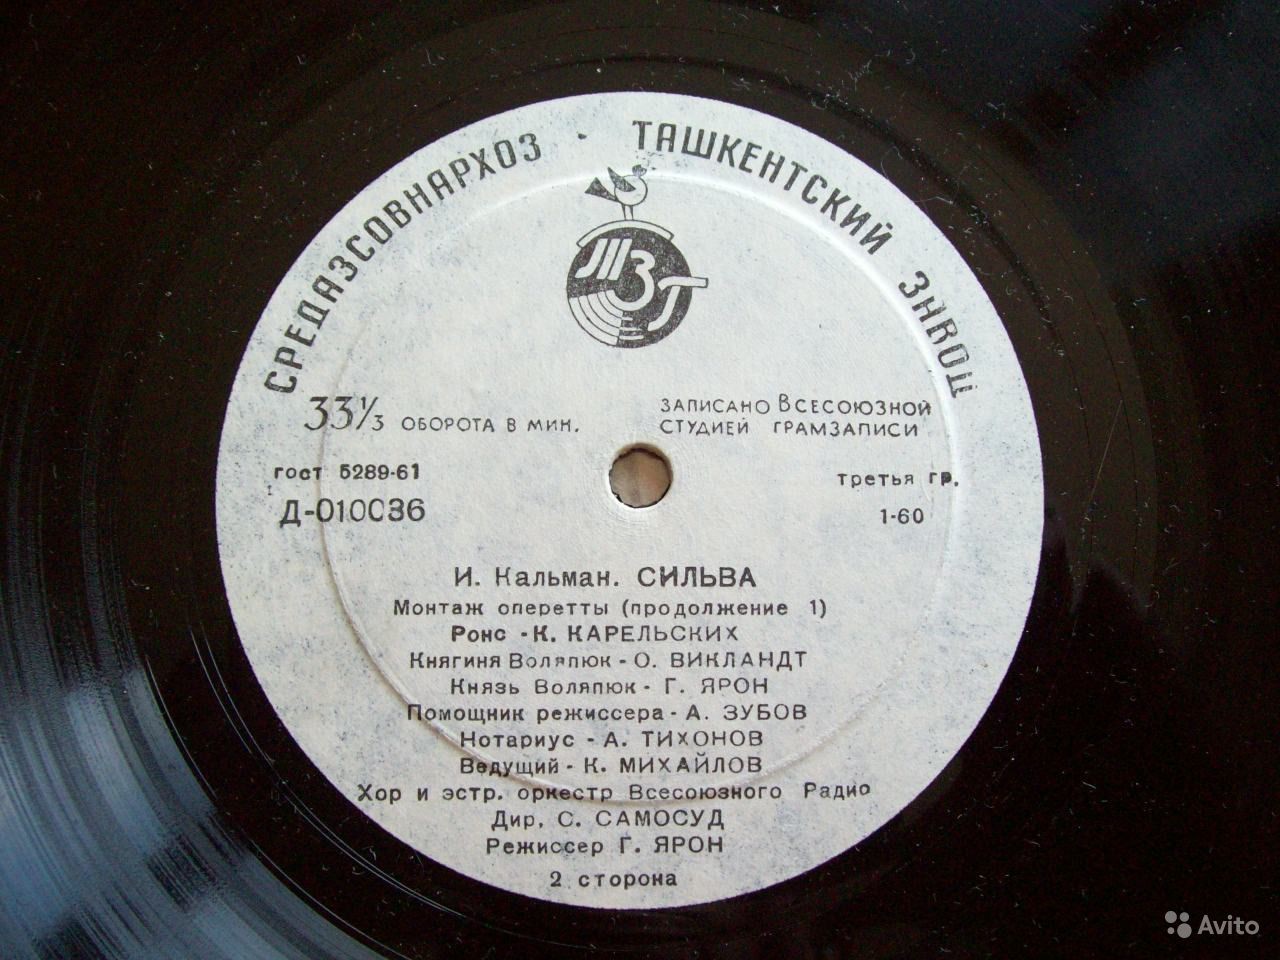 СРЕДАЗСОВНАРХОЗ · ТАШКЕНТСКИЙ ЗАВОД
ТЗГ
33⅓ ОБОРОТА В МИН.
ЗАПИСАНО ВСЕСОЮЗНОЙ
СТУДИЕЙ ГРАМЗАПИСИ
ГОСТ 5289-61
Д-010036
третья гр.
1-60
И. Кальман. СИЛЬВА
Монтаж оперетты (продолжение 1)
Ронс - К. КАРЕЛЬСКИХ
Княгиня Воляпюк - О. ВИКЛАНДТ
Князь Воляпюк - Г. ЯРОН
Помощник режиссера - А. ЗУБОВ
Нотариус - А. ТИХОНОВ
Ведущий - К. МИХАЙЛОВ
Хор и эстр. оркестр Всесоюзного Радио
Дир. С. САМОСУД
Режиссер Г. ЯРОН
2 сторона
Avito